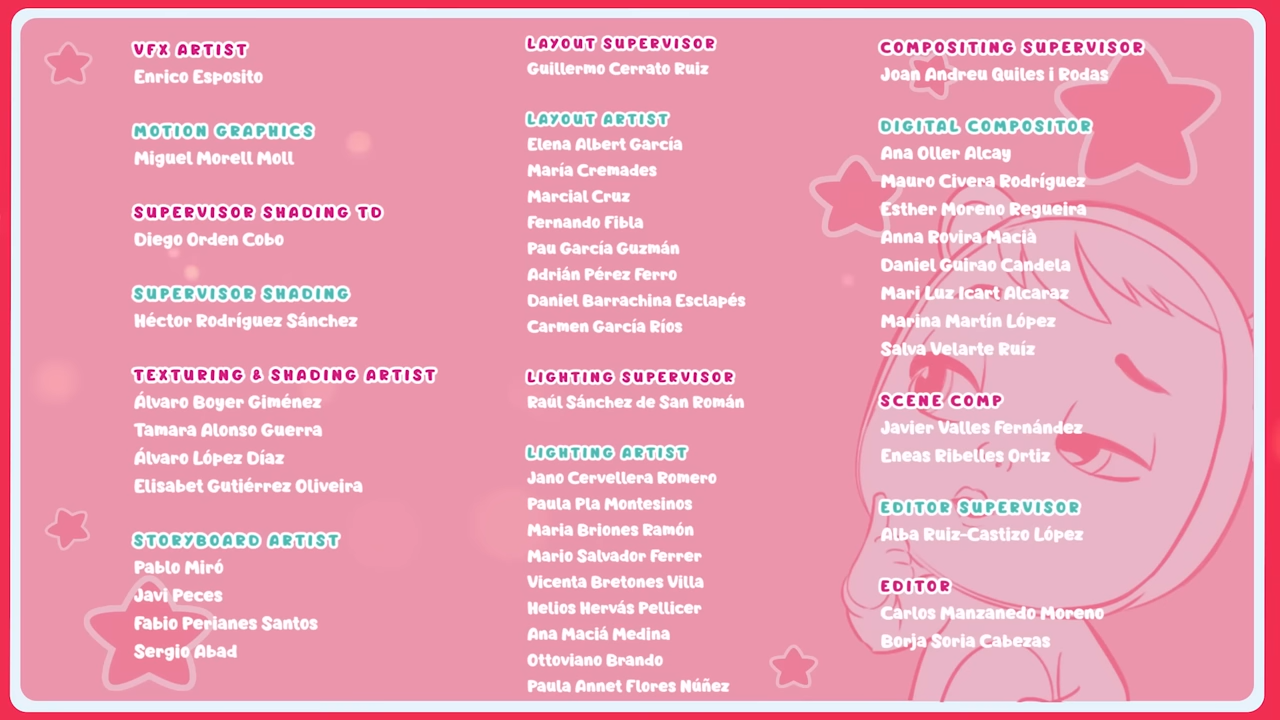 VFX ARTIST
Enrico Esposito
MOTION GRAPHICS
Miguel Morell Moll
SUPERVISOR SHADING TD
Diego Orden Cobo
SUPERVISOR SHADING
Héctor Rodríguez Sánchez
TEXTURING & SHADING ARTIST
Álvaro Boyer Giménez
Tamara Alonso Guerra
Álvaro López Díaz
Elisabet Gutiérrez Oliveira
STORYBOARD ARTIST
Pablo Miró
Javi Peces
Fabio Perianes Santos
Sergio Abad
LAYOUT SUPERVISOR
Guillermo Cerrato Ruiz
LAYOUT ARTIST
Elena Albert García
María Cremades
Marcial Cruz
Fernando Fibla
Pau García Guzmán
Adrián Pérez Ferro
Daniel Barrachina Esclapés
Carmen García Ríos
LIGHTING SUPERVISOR
Raúl Sánchez de San Román
LIGHTING ARTIST
Jano Cervellera Romero
Paula Pla Montesinos
Maria Briones Ramón
Mario Salvador Ferrer
Vicenta Bretones Villa
Helios Hervás Pellicer
Ana Maciá Medina
Ottoviano Brando
Paula Annet Flores Núñez
COMPOSITING SUPERVISOR
Joan Andreu Quiles i Rodas
DIGITAL COMPOSITOR
Ana Oller Alcay
Mauro Civera Rodríguez
Esther Moreno Regueira
Anna Rovira Macià
Daniel Guirao Candela
Mari Luz Icart Alcaraz
Marina Martín López
Salva Velarte Ruíz
SCENE COMP
Javier Valles Fernández
Eneas Ribelles Ortiz
EDITOR SUPERVISOR
Alba Ruiz-Castizo López
EDITOR
Carlos Manzanedo Moreno
Borja Soria Cabezas